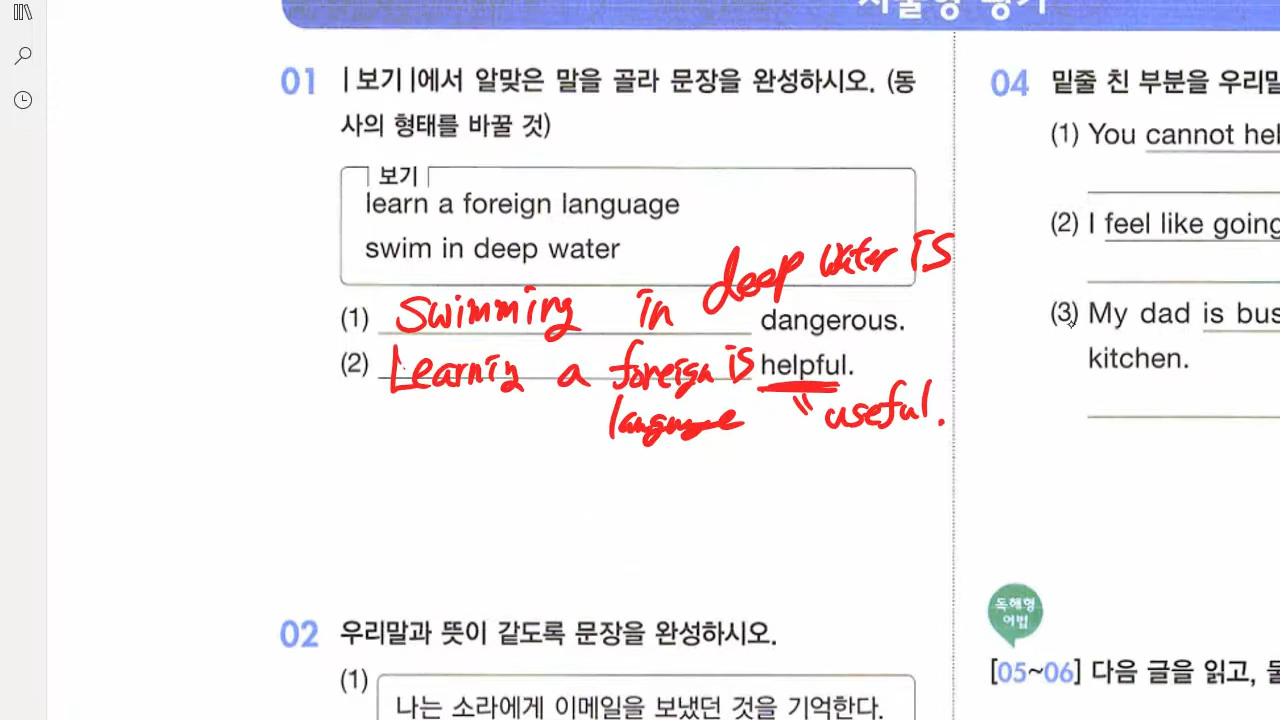 서술형 평가
01 |보기|에서 알맞은 말을 골라 문장을 완성하시오. (동
사의 형태를 바꿀 것)
보기
learn a foreign language
swim in deep water
(1) Swimming in deep water is dangerous.
(2) Learning a foreign is helpful.
language " useful.
02 우리말과 뜻이 같도록 문장을 완성하시오.
(1) 나는 소라에게 이메일을 보냈던 것을 기억한다.
04 밑줄 친 부분을 우리말
(1) You cannot hel
(2) I feel like going
(3) My dad is bus
kitchen.
독해형
어법
[05~06] 다음 글을 읽고, 물